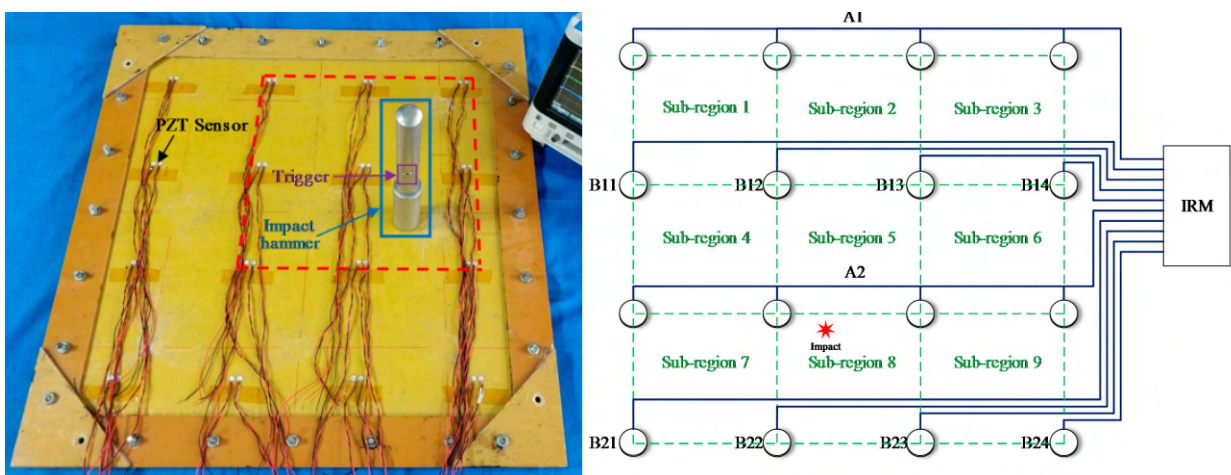 PZT Sensor
Trigger
Impact
hammer
A1
Sub-region 1
Sub-region 2
Sub-region 3
B11
B12
B13
B14
IRM
Sub-region 4
Sub-region 5
Sub-region 6
A2
Impact
Sub-region 7
Sub-region 8
Sub-region 9
B21
B22
B23
B24